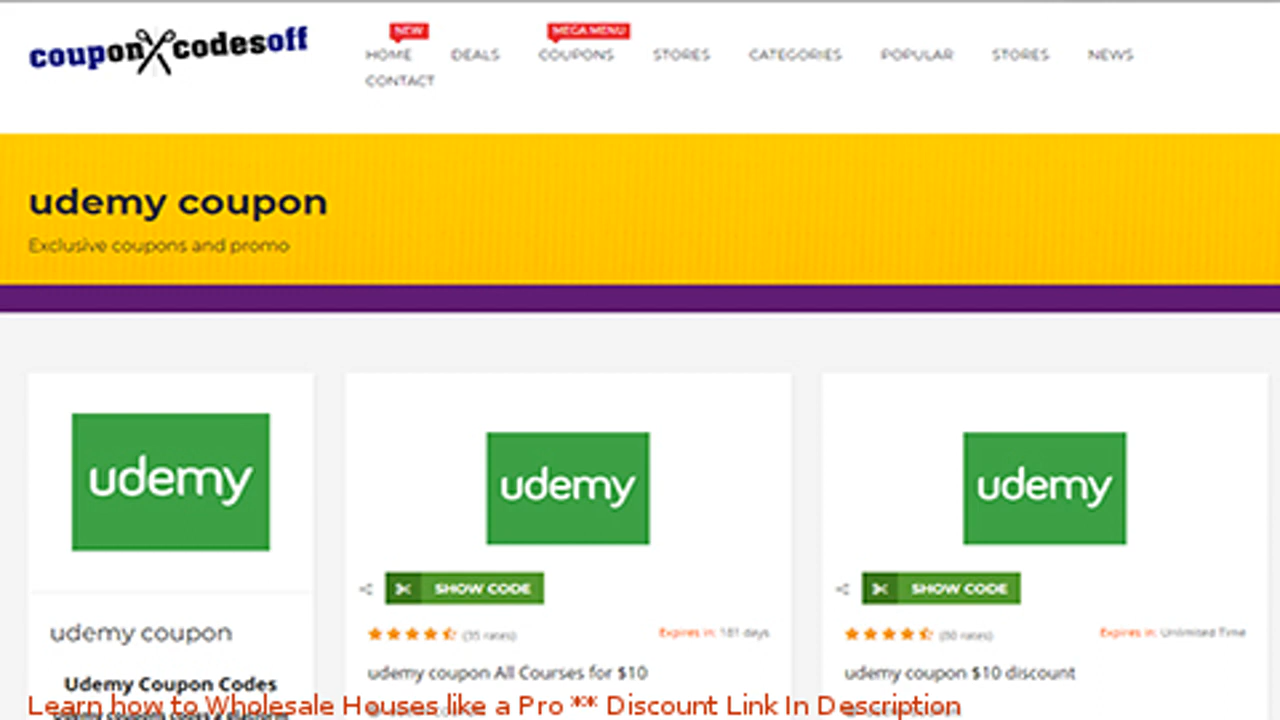 couponcodesoff
NEW
MEGA MENU
HOME DEALS COUPONS STORES CATEGORIES POPULAR STORES NEWS
CONTACT
udemy coupon
Exclusive coupons and promo
udemy
udemy
udemy
SHOW CODE
SHOW CODE
(35 rates)
Expires in: 181 days
(80 rates)
Expires in: Unlimited Time
udemy coupon
udemy coupon All Courses for $10
udemy coupon $10 discount
Udemy Coupon Codes
Learn how to Wholesale Houses like a Pro ** Discount Link In Description